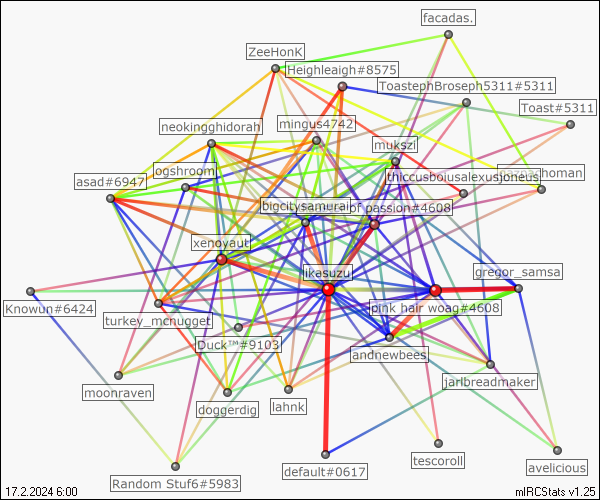 facadas.
ZeeHonK
Heighleaigh#8575
ToastephBroseph5311#5311
Toast#5311
neokingghidorah
mingus4742
mukszi
ogshroom
thiccusbousalexusjoneus
homan
asad#6947
bigcitysamurai
of passion#4608
xenoyaut
likasuzu
gregor_samsa
Knowun#6424
turkey_mcnugget
pink hair woag#4608
Duck™#9103
andnewbees
jarlbreadmaker
moonraven
doggerdig
lahnk
Random Stuf6#5983
default#0617
tescoroll
avelicious
17.2.2024 6:00
mIRCStats v1.25